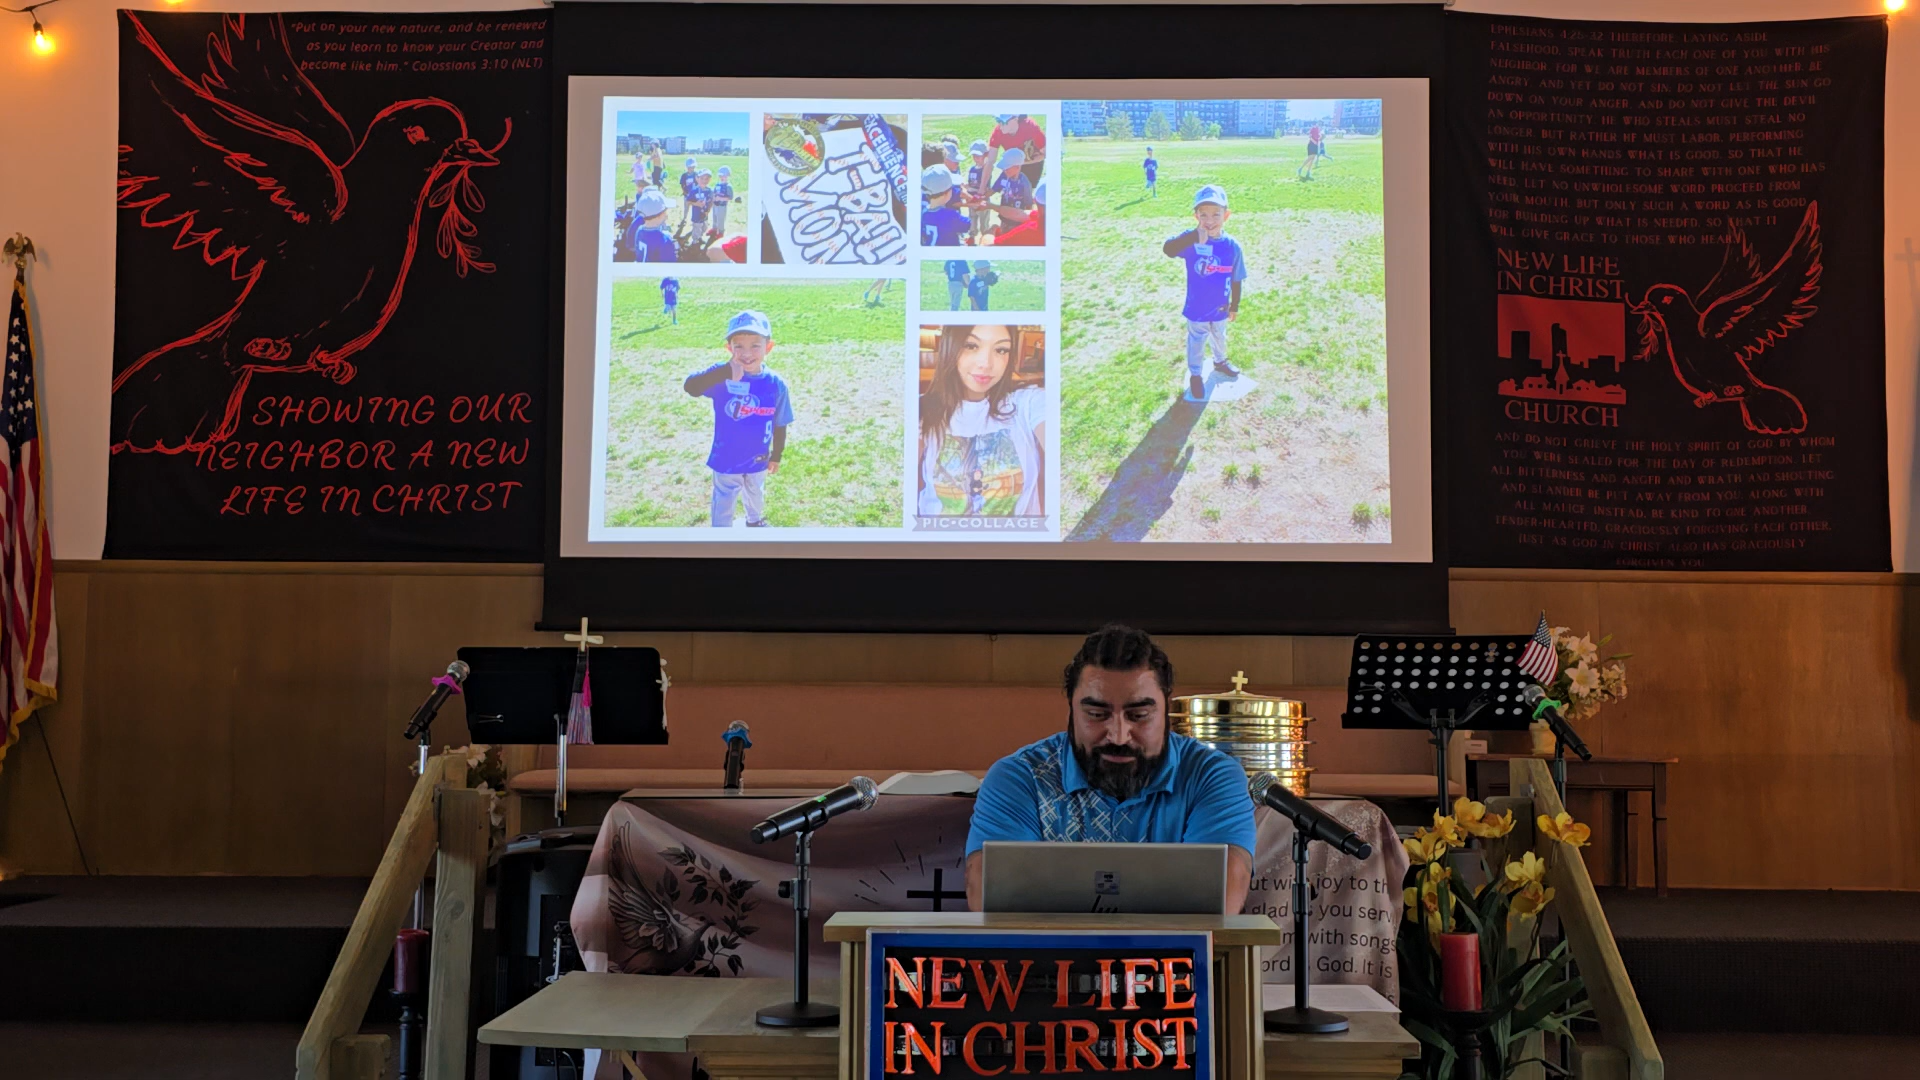 "Put on your new nature, and be renewed
as you learn to know your Creator and
become like him." Colossians 3:10 (NLT)
SHOWING OUR
NEIGHBOR A NEW
LIFE IN CHRIST
T-BALL
MOM
7
SPORTS
9
PIC•COLLAGE
SPORTS
9
EPHESIANS 4:25-32 THEREFORE, LAYING ASIDE
FALSEHOOD, SPEAK TRUTH EACH ONE OF YOU WITH HIS
NEIGHBOR, FOR WE ARE MEMBERS OF ONE ANOTHER. BE
ANGRY, AND YET DO NOT SIN; DO NOT LET THE SUN GO
DOWN ON YOUR ANGER, AND DO NOT GIVE THE DEVIL
AN OPPORTUNITY. HE WHO STEALS MUST STEAL NO
LONGER; BUT RATHER HE MUST LABOR, PERFORMING
WITH HIS OWN HANDS WHAT IS GOOD, SO THAT HE
WILL HAVE SOMETHING TO SHARE WITH ONE WHO HAS
NEED. LET NO UNWHOLESOME WORD PROCEED FROM
YOUR MOUTH, BUT ONLY SUCH A WORD AS IS GOOD
FOR BUILDING UP WHAT IS NEEDED, SO THAT IT
WILL GIVE GRACE TO THOSE WHO HEAR.
NEW LIFE
IN CHRIST
CHURCH
AND DO NOT GRIEVE THE HOLY SPIRIT OF GOD, BY WHOM
YOU WERE SEALED FOR THE DAY OF REDEMPTION. LET
ALL BITTERNESS AND ANGER AND WRATH AND SHOUTING
AND SLANDER BE PUT AWAY FROM YOU, ALONG WITH
ALL MALICE. INSTEAD, BE KIND TO ONE ANOTHER,
TENDER-HEARTED, GRACIOUSLY FORGIVING EACH OTHER,
JUST AS GOD IN CHRIST ALSO HAS GRACIOUSLY
FORGIVEN YOU
hp
joy to th
glad you serv
m with songs
ord God. It is
NEW LIFE
IN CHRIST